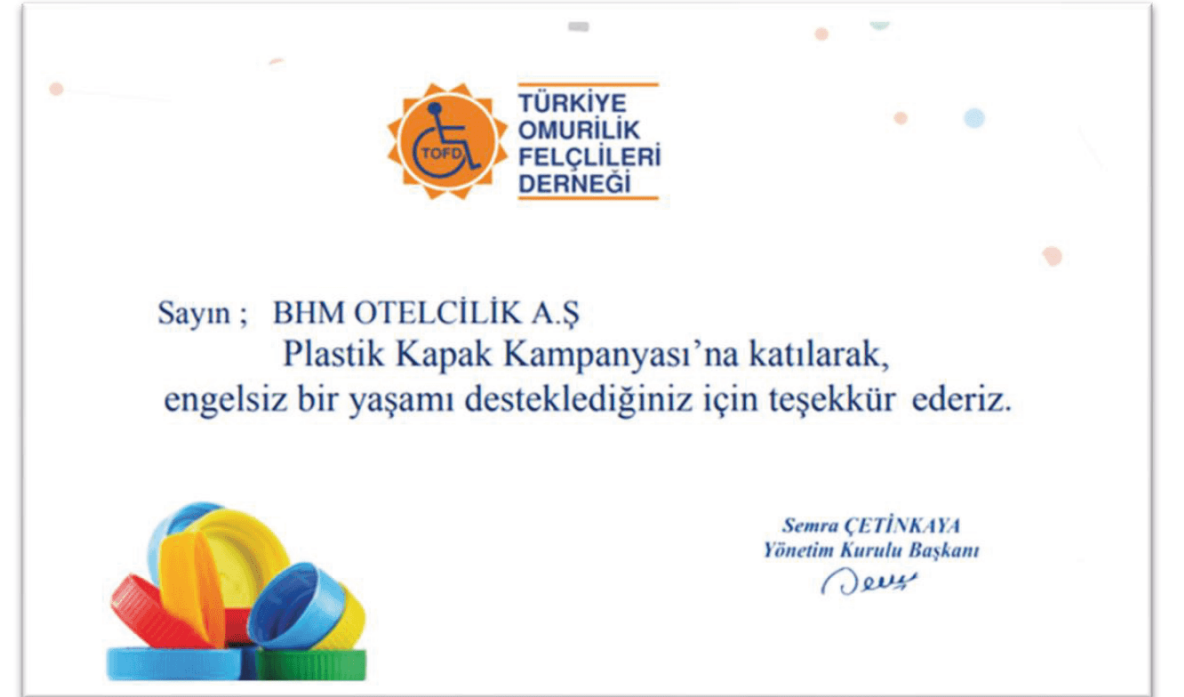 TOFD
TÜRKİYE
OMURİLİK
FELÇLİLERİ
DERNEĞİ
Sayın ; BHM OTELCİLİK A.Ş
Plastik Kapak Kampanyası’na katılarak,
engelsiz bir yaşamı desteklediğiniz için teşekkür ederiz.
Semra ÇETİNKAYA
Yönetim Kurulu Başkanı